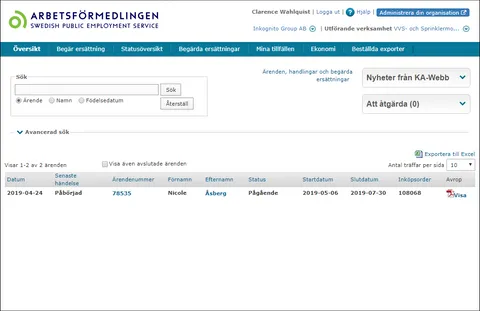 ARBETSFÖRMEDLINGEN
SWEDISH PUBLIC EMPLOYMENT SERVICE
Clarence Wahlquist | Logga ut | ? Hjälp | Administrera din organisation
Inkognito Group AB. | Utförande verksamhet VVS- och Sprinklermo...
Översikt Begär ersättning Statusöversikt Begärda ersättningar Mina tillfällen Ekonomi Beställda exporter
Sök
Sök
Ärende Namn Födelsedatum
Återställ
Ärenden, handlingar och begärda ersättningar
Nyheter från KA-Webb
Att åtgärda (0)
Avancerad sök
Exportera till Excel
Visar 1-2 av 2 ärenden Visa även avslutade ärenden Antal träffar per sida 10
Datum Senaste händelse Ärendenummer Förnamn Efternamn Status Startdatum Slutdatum Inköpsorder Avrop
2019-04-24 Påbörjad 78535 Nicole Åsberg Pågående 2019-05-06 2019-07-30 108068 Visa